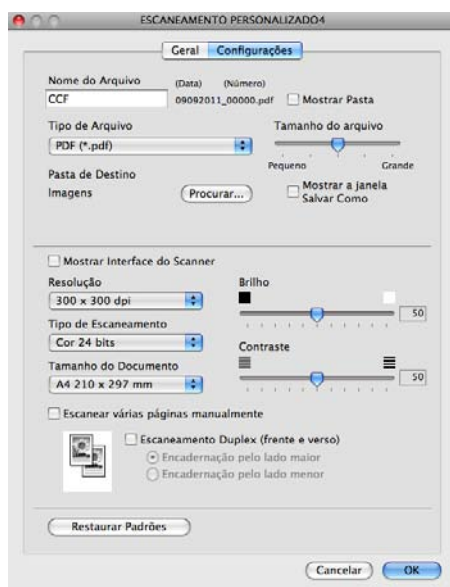 ESCANEAMENTO PERSONALIZADO4
Geral Configurações
Nome do Arquivo (Data) (Número)
CCF 09092011_00000.pdf Mostrar Pasta
Tipo de Arquivo Tamanho do arquivo
PDF (*.pdf)
Pequeno Grande
Pasta de Destino
Imagens Procurar... Mostrar a janela
Salvar Como
Mostrar Interface do Scanner
Resolução Brilho
300 x 300 dpi
50
Tipo de Escaneamento
Cor 24 bits
Contraste
Tamanho do Documento
A4 210 x 297 mm 50
Escanear várias páginas manualmente
Escaneamento Duplex (frente e verso)
Encadernação pelo lado maior
Encadernação pelo lado menor
Restaurar Padrões
Cancelar OK